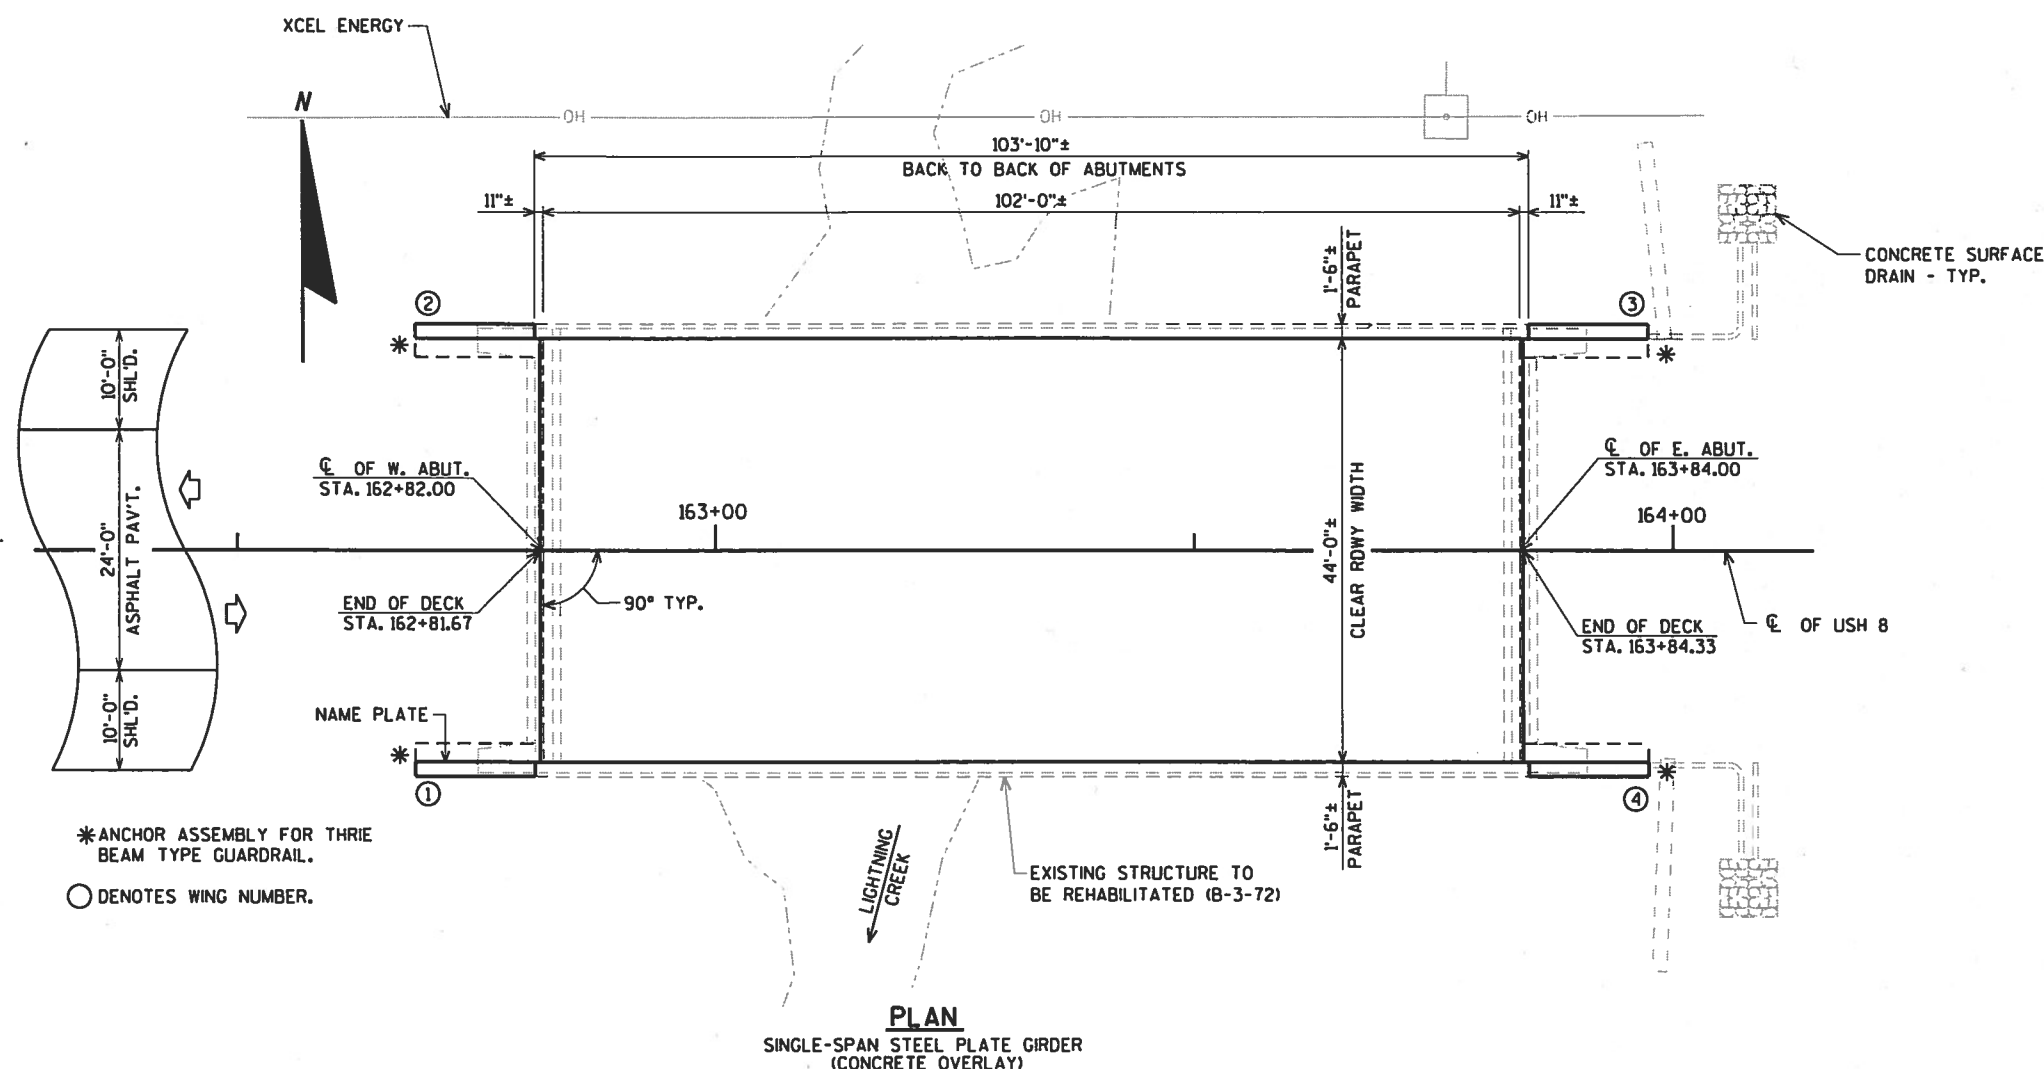 XCEL ENERGY
N
OH
OH
OH
103'-10"±
BACK TO BACK OF ABUTMENTS
11"±
102'-0"±
11"±
1'-6"±
PARAPET
CONCRETE SURFACE
DRAIN - TYP.
②
③
10'-0"
SHL'D.
24'-0"
ASPHALT PAV'T.
10'-0"
SHL'D.
℄ OF W. ABUT.
STA. 162+82.00
163+00
℄ OF E. ABUT.
STA. 163+84.00
164+00
44'-0"±
CLEAR RDWY WIDTH
END OF DECK
STA. 162+81.67
90° TYP.
END OF DECK
STA. 163+84.33
℄ OF USH 8
NAME PLATE
①
④
1'-6"±
PARAPET
✱ ANCHOR ASSEMBLY FOR THRIE
BEAM TYPE GUARDRAIL.
○ DENOTES WING NUMBER.
LIGHTNING
CREEK
EXISTING STRUCTURE TO
BE REHABILITATED (B-3-72)
PLAN
SINGLE-SPAN STEEL PLATE GIRDER
(CONCRETE OVERLAY)